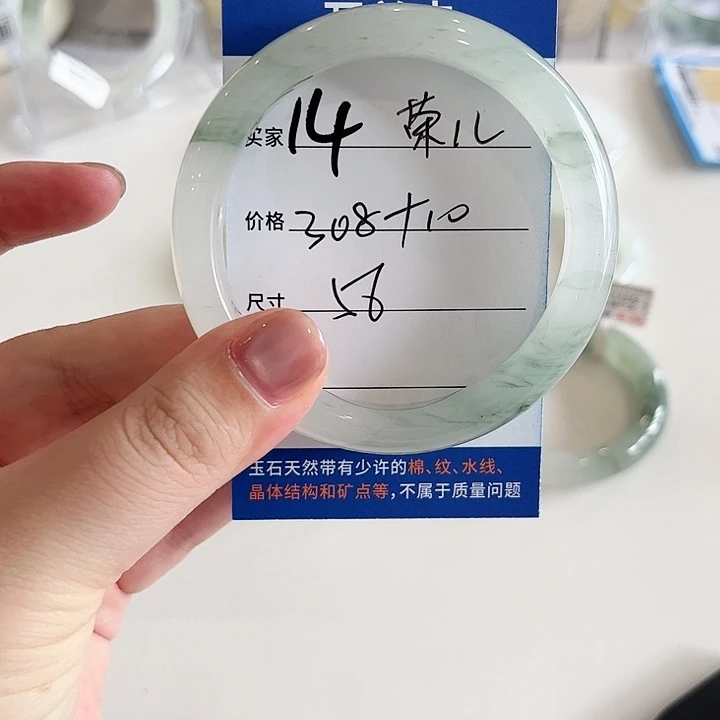 买家 14 荣儿
价格 308+10
尺寸 56
玉石天然带有少许的棉、纹、水线、
晶体结构和矿点等,不属于质量问题